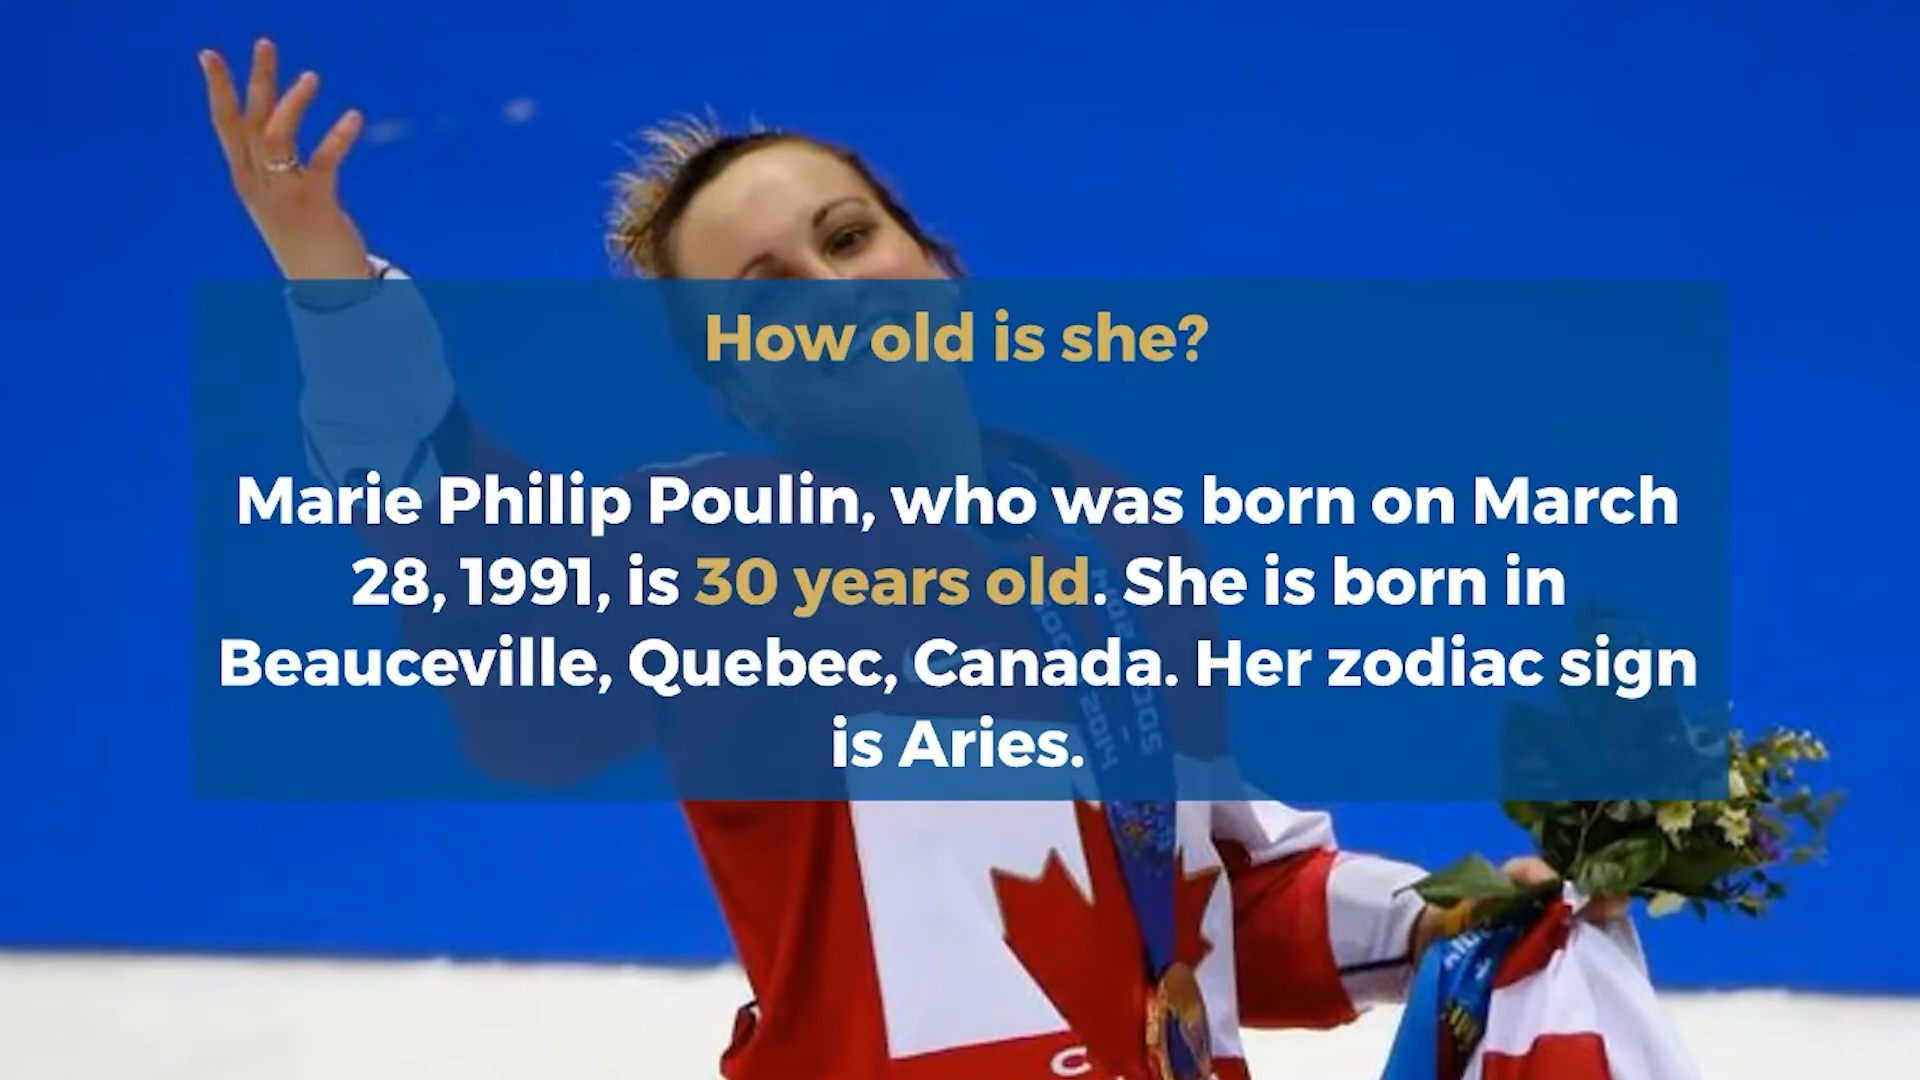 How old is she?
Marie Philip Poulin, who was born on March
28, 1991, is 30 years old. She is born in
Beauceville, Quebec, Canada. Her zodiac sign
is Aries.